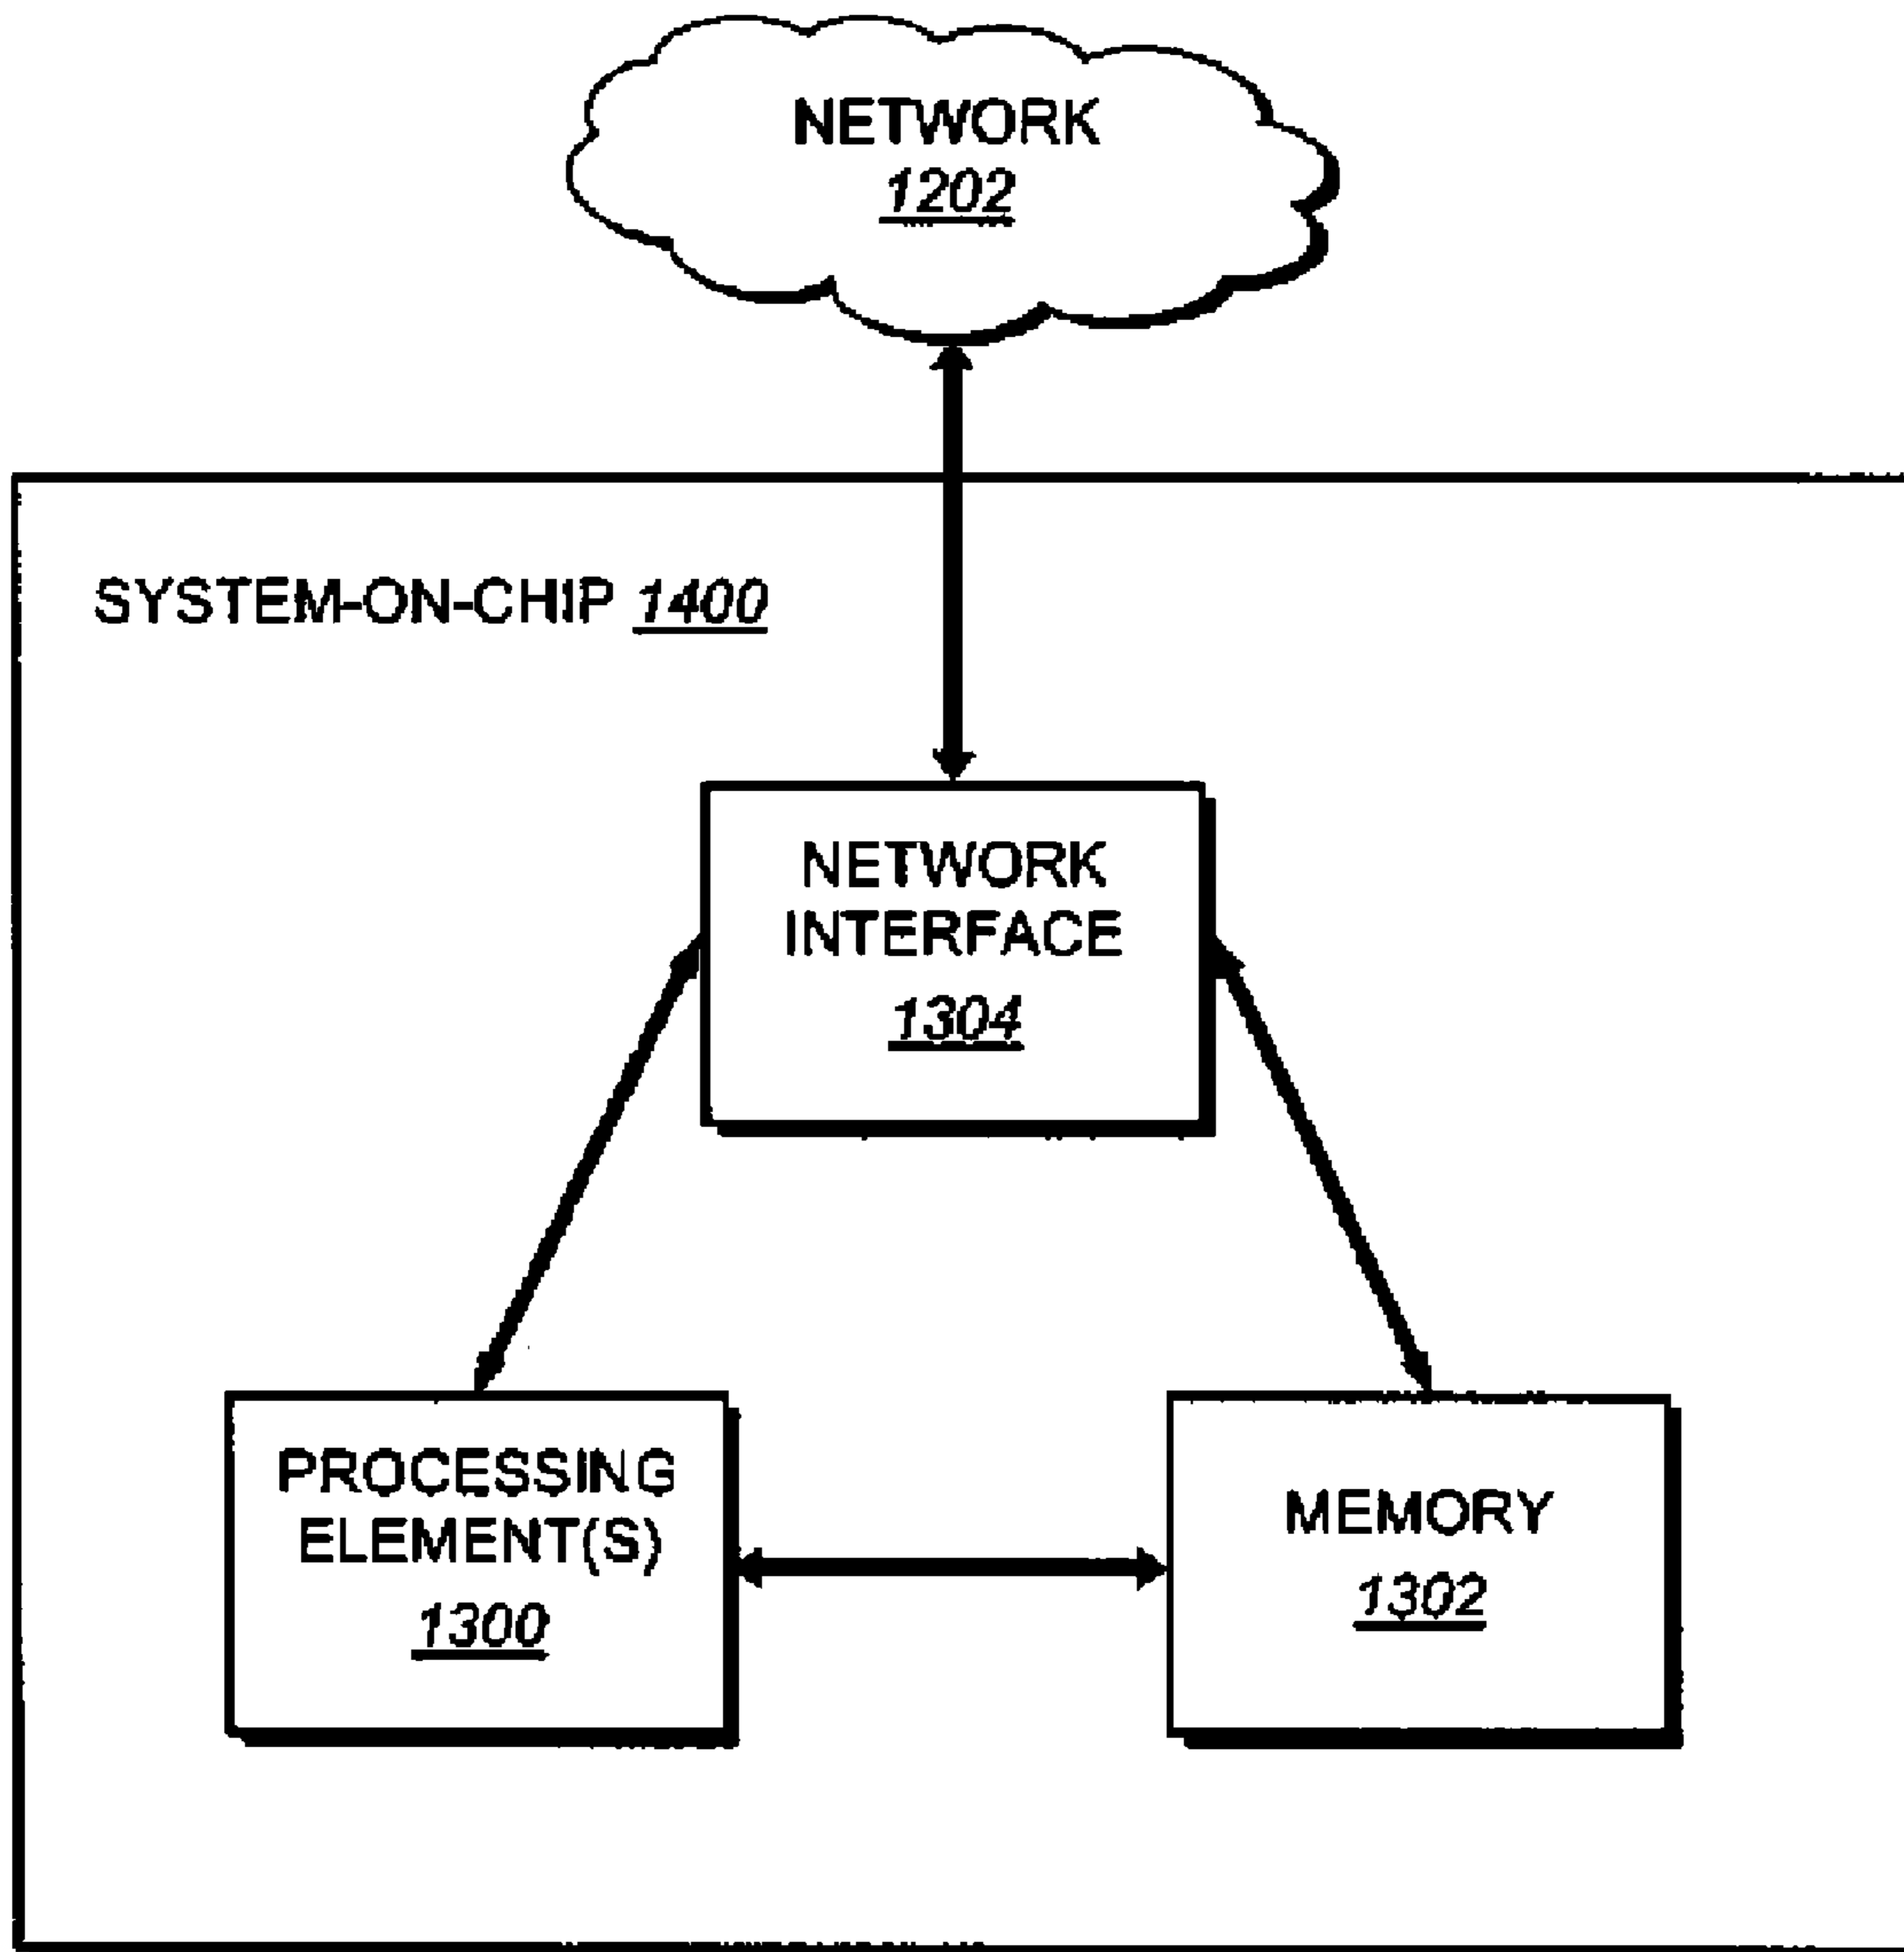 NETWORK
1202
SYSTEM-ON-CHIP 1400
NETWORK
INTERFACE
1304
PROCESSING
ELEMENT(S)
1300
MEMORY
1302